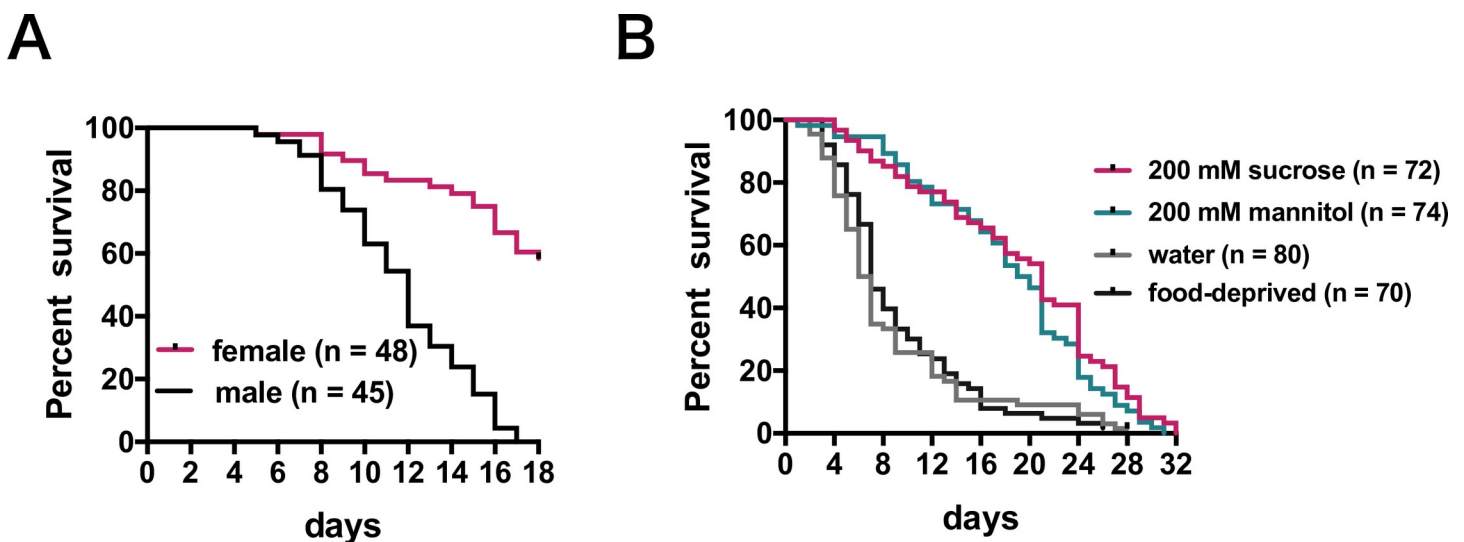 A
B
Percent survival
100
80
60
40
20
0
0 2 4 6 8 10 12 14 16 18
days
female (n = 48)
male (n = 45)
Percent survival
100
80
60
40
20
0
0 4 8 12 16 20 24 28 32
days
200 mM sucrose (n = 72)
200 mM mannitol (n = 74)
water (n = 80)
food-deprived (n = 70)